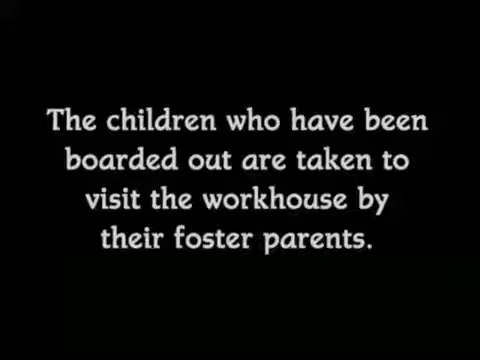 The children who have been
boarded out are taken to
visit the workhouse by
their foster parents.